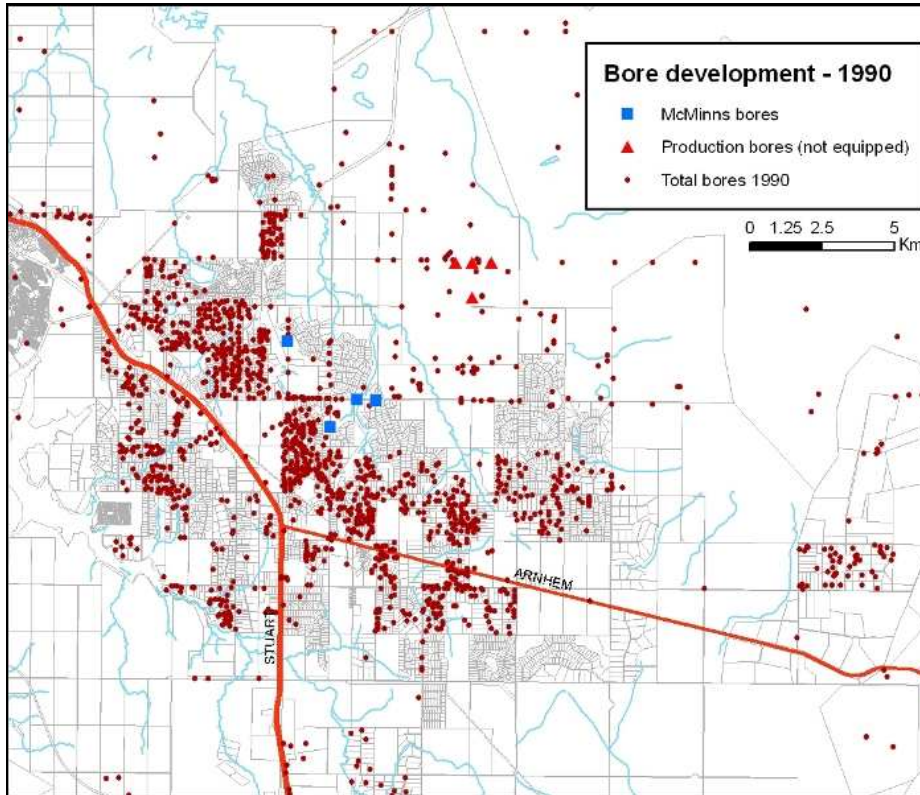 Bore development - 1990
McMinns bores
Production bores (not equipped)
Total bores 1990
0 1.25 2.5 5
Km
ARNHEM
STUART